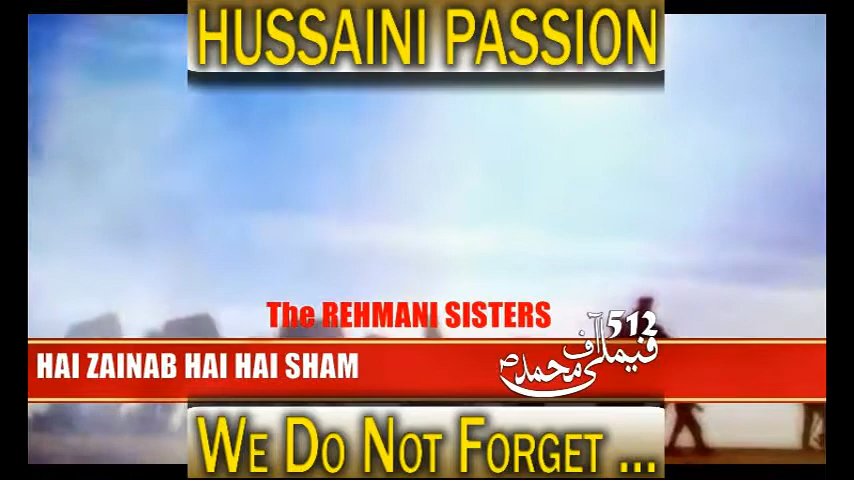 HUSSAINI PASSION
The REHMANI SISTERS
HAI ZAINAB HAI HAI SHAM
512
فیملی آف محمدؐ
WE DO NOT FORGET ...